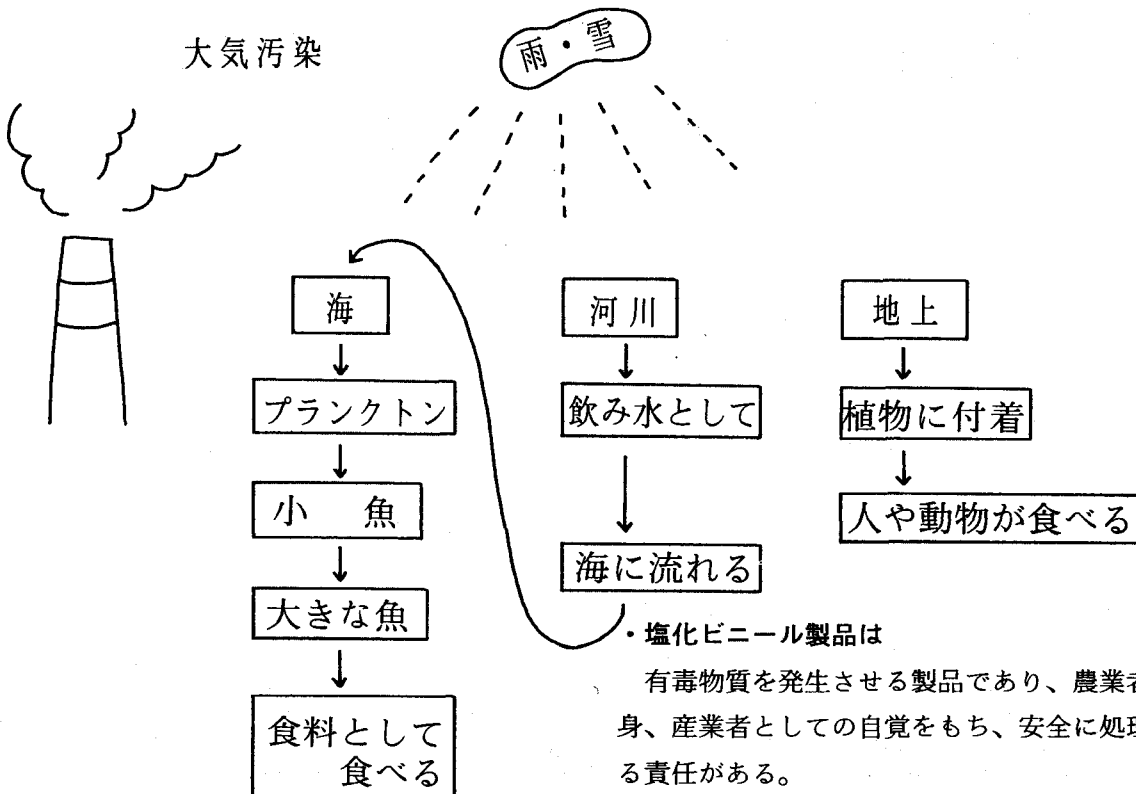 大気汚染
雨・雪
海
プランクトン
小 魚
大きな魚
食料として
食べる
河川
飲み水として
海に流れる
地上
植物に付着
人や動物が食べる
・塩化ビニール製品は
有毒物質を発生させる製品であり、農業者
身、産業者としての自覚をもち、安全に処理
る責任がある。